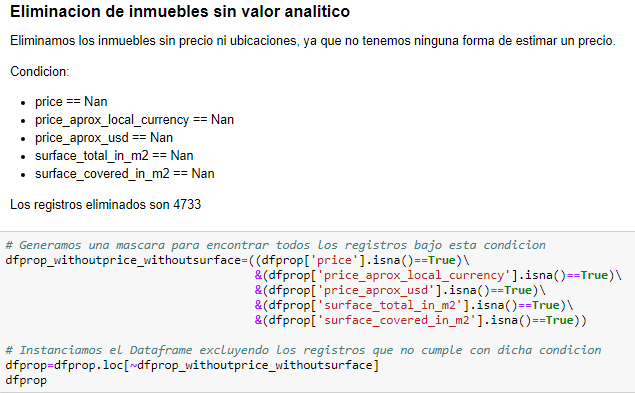 Eliminacion de inmuebles sin valor analitico
Eliminamos los inmuebles sin precio ni ubicaciones, ya que no tenemos ninguna forma de estimar un precio.
Condicion:
• price == Nan
• price_aprox_local_currency == Nan
• price_aprox_usd == Nan
• surface_total_in_m2 == Nan
• surface_covered_in_m2 == Nan
Los registros eliminados son 4733
# Generamos una mascara para encontrar todos los registros bajo esta condicion
dfprop_withoutprice_withoutsurface=((dfprop['price'].isna()==True)\
&(dfprop['price_aprox_local_currency'].isna()==True)\
&(dfprop['price_aprox_usd'].isna()==True)\
&(dfprop['surface_total_in_m2'].isna()==True)\
&(dfprop['surface_covered_in_m2'].isna()==True))
# Instanciamos el Dataframe excluyendo los registros que no cumple con dicha condicion
dfprop=dfprop.loc[~dfprop_withoutprice_withoutsurface]
dfprop